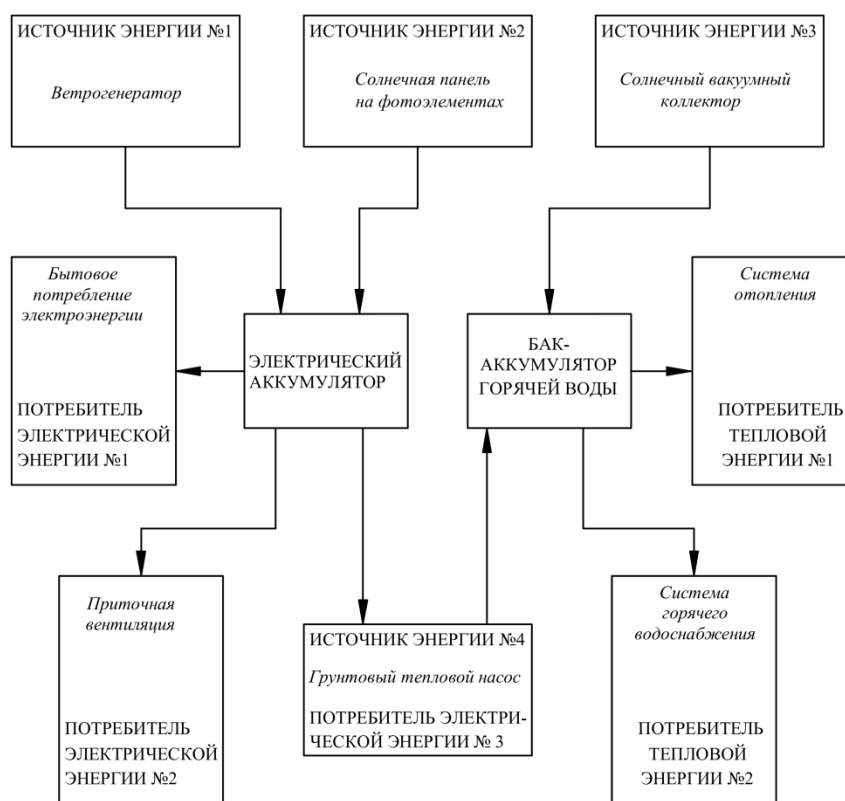 ИСТОЧНИК ЭНЕРГИИ №1
Ветрогенератор
ИСТОЧНИК ЭНЕРГИИ №2
Солнечная панель
на фотоэлементах
ИСТОЧНИК ЭНЕРГИИ №3
Солнечный вакуумный
коллектор
Бытовое
потребление
электроэнергии
ПОТРЕБИТЕЛЬ
ЭЛЕКТРИЧЕСКОЙ
ЭНЕРГИИ №1
ЭЛЕКТРИЧЕСКИЙ
АККУМУЛЯТОР
БАК-
АККУМУЛЯТОР
ГОРЯЧЕЙ ВОДЫ
Система
отопления
ПОТРЕБИТЕЛЬ
ТЕПЛОВОЙ
ЭНЕРГИИ №1
Приточная
вентиляция
ПОТРЕБИТЕЛЬ
ЭЛЕКТРИЧЕСКОЙ
ЭНЕРГИИ №2
ИСТОЧНИК ЭНЕРГИИ №4
Грунтовый тепловой насос
ПОТРЕБИТЕЛЬ ЭЛЕКТРИ-
ЧЕСКОЙ ЭНЕРГИИ № 3
Система
горячего
водоснабжения
ПОТРЕБИТЕЛЬ
ТЕПЛОВОЙ
ЭНЕРГИИ №2